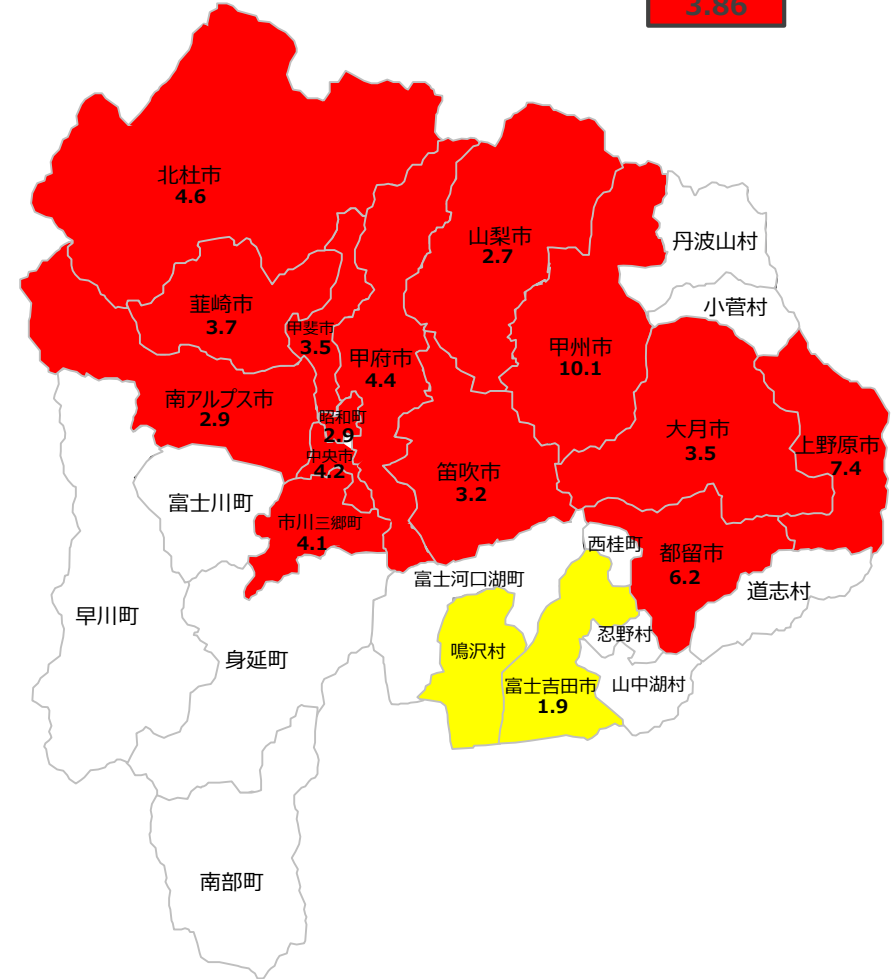 3.86
北杜市
4.6
山梨市
2.7
丹波山村
小菅村
韮崎市
3.7
甲斐市
3.5
甲府市
4.4
甲州市
10.1
南アルプス市
2.9
昭和町
2.9
中央市
4.2
笛吹市
3.2
大月市
3.5
上野原市
7.4
富士川町
市川三郷町
4.1
西桂町
都留市
6.2
富士河口湖町
道志村
早川町
身延町
鳴沢村
忍野村
富士吉田市
1.9
山中湖村
南部町